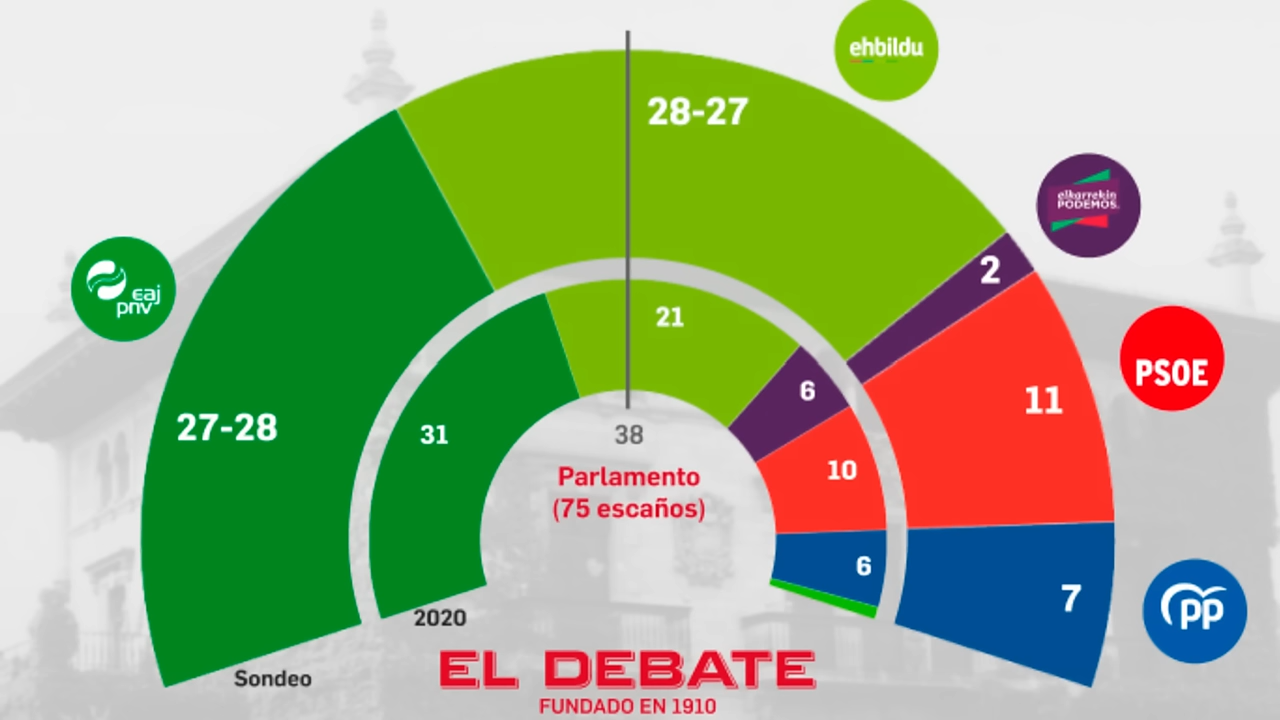 ehbildu
28-27
elkarrekin
PODEMOS.
2
eaj
pnv
21
PSOE
6
11
27-28
31
38
10
Parlamento
(75 escaños)
6
7
pp
2020
Sondeo
EL DEBATE
FUNDADO EN 1910